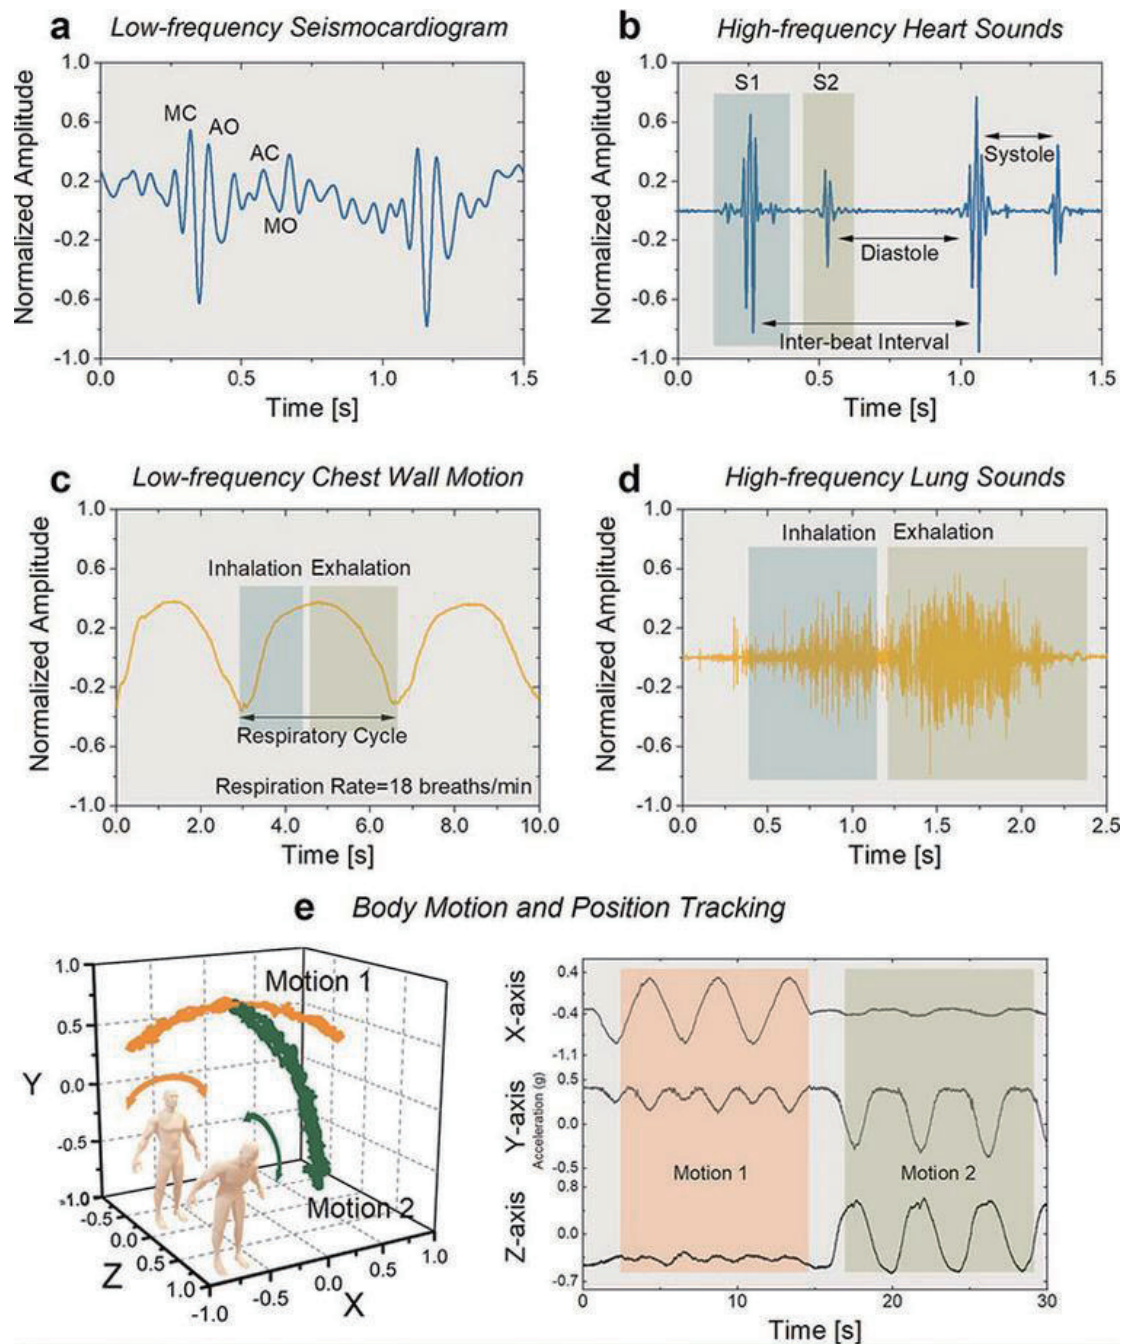 a Low-frequency Seismocardiogram
Normalized Amplitude
1.0
0.6
0.2
-0.2
-0.6
-1.0
MC
AO
AC
MO
0.0 0.5 1.0 1.5
Time [s]
b High-frequency Heart Sounds
Normalized Amplitude
1.0
0.6
0.2
-0.2
-0.6
-1.0
S1 S2
Systole
Diastole
Inter-beat Interval
0.0 0.5 1.0 1.5
Time [s]
c Low-frequency Chest Wall Motion
Normalized Amplitude
1.0
0.6
0.2
-0.2
-0.6
-1.0
Inhalation Exhalation
Respiratory Cycle
Respiration Rate=18 breaths/min
0.0 2.0 4.0 6.0 8.0 10.0
Time [s]
d High-frequency Lung Sounds
Normalized Amplitude
1.0
0.6
0.2
-0.2
-0.6
-1.0
Inhalation Exhalation
0.0 0.5 1.0 1.5 2.0 2.5
Time [s]
e Body Motion and Position Tracking
1.0
0.5
0.0
-0.5
-1.0
Y
Motion 1
Motion 2
-0.5
0.0
0.5
1.0
Z
-1.0
-0.5
0.0
0.5
1.0
X
X-axis
0.4
-0.4
-1.1
Y-axis
Acceleration (g)
0.5
0.0
-0.5
Z-axis
0.8
0.0
-0.7
Motion 1
Motion 2
0 10 20 30
Time [s]